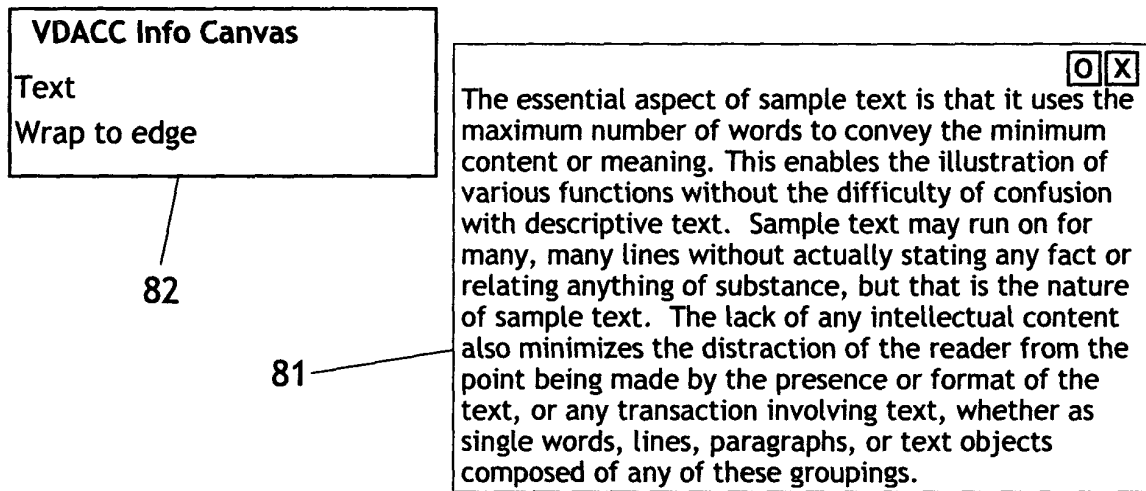 VDACC Info Canvas
Text
Wrap to edge
82
O X
The essential aspect of sample text is that it uses the
maximum number of words to convey the minimum
content or meaning. This enables the illustration of
various functions without the difficulty of confusion
with descriptive text.  Sample text may run on for
many, many lines without actually stating any fact or
relating anything of substance, but that is the nature
of sample text.  The lack of any intellectual content
also minimizes the distraction of the reader from the
point being made by the presence or format of the
text, or any transaction involving text, whether as
single words, lines, paragraphs, or text objects
composed of any of these groupings.
81